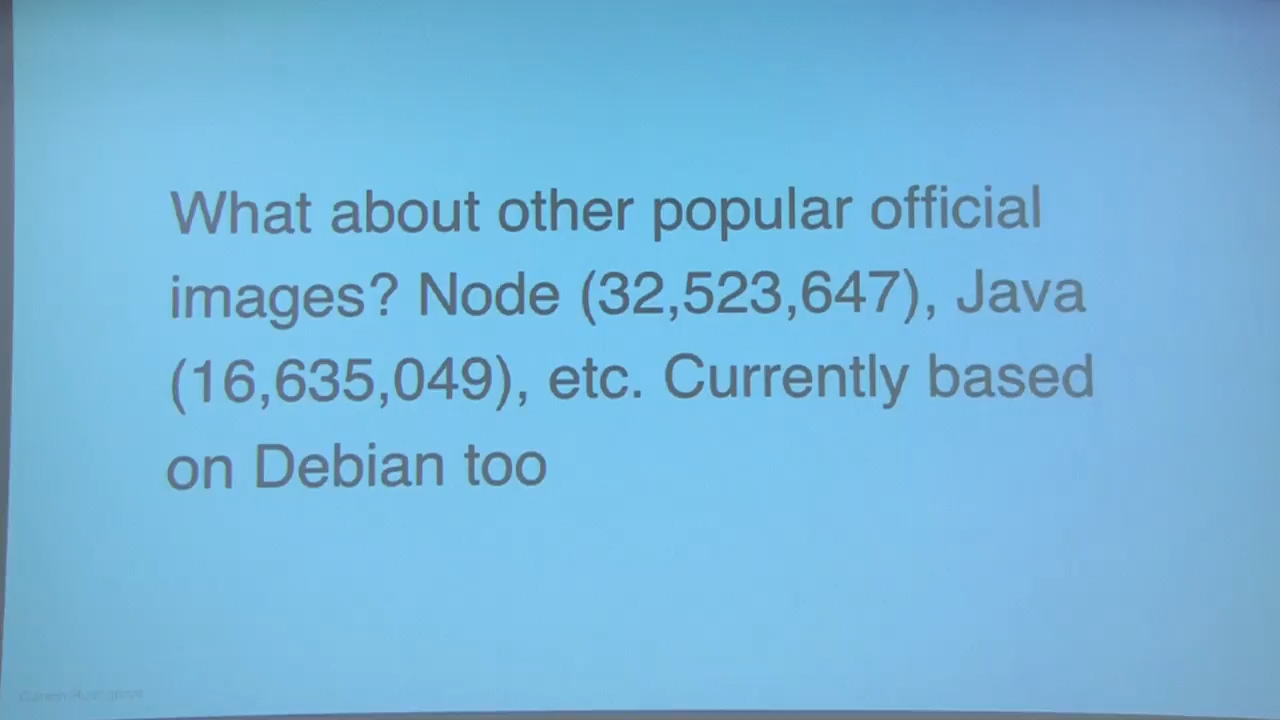 What about other popular official
images? Node (32,523,647), Java
(16,635,049), etc. Currently based
on Debian too